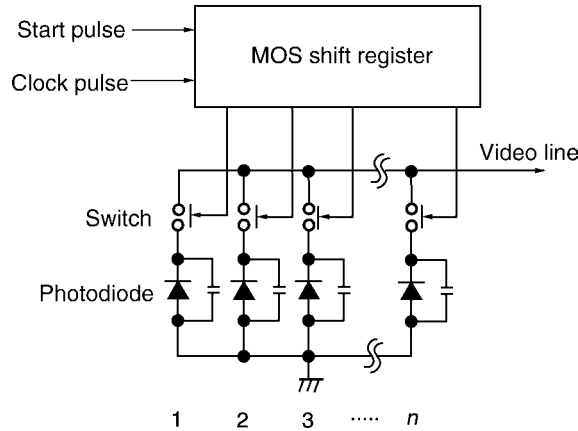 Start pulse
MOS shift register
Clock pulse
Video line
Switch
Photodiode
1 2 3 ····· n